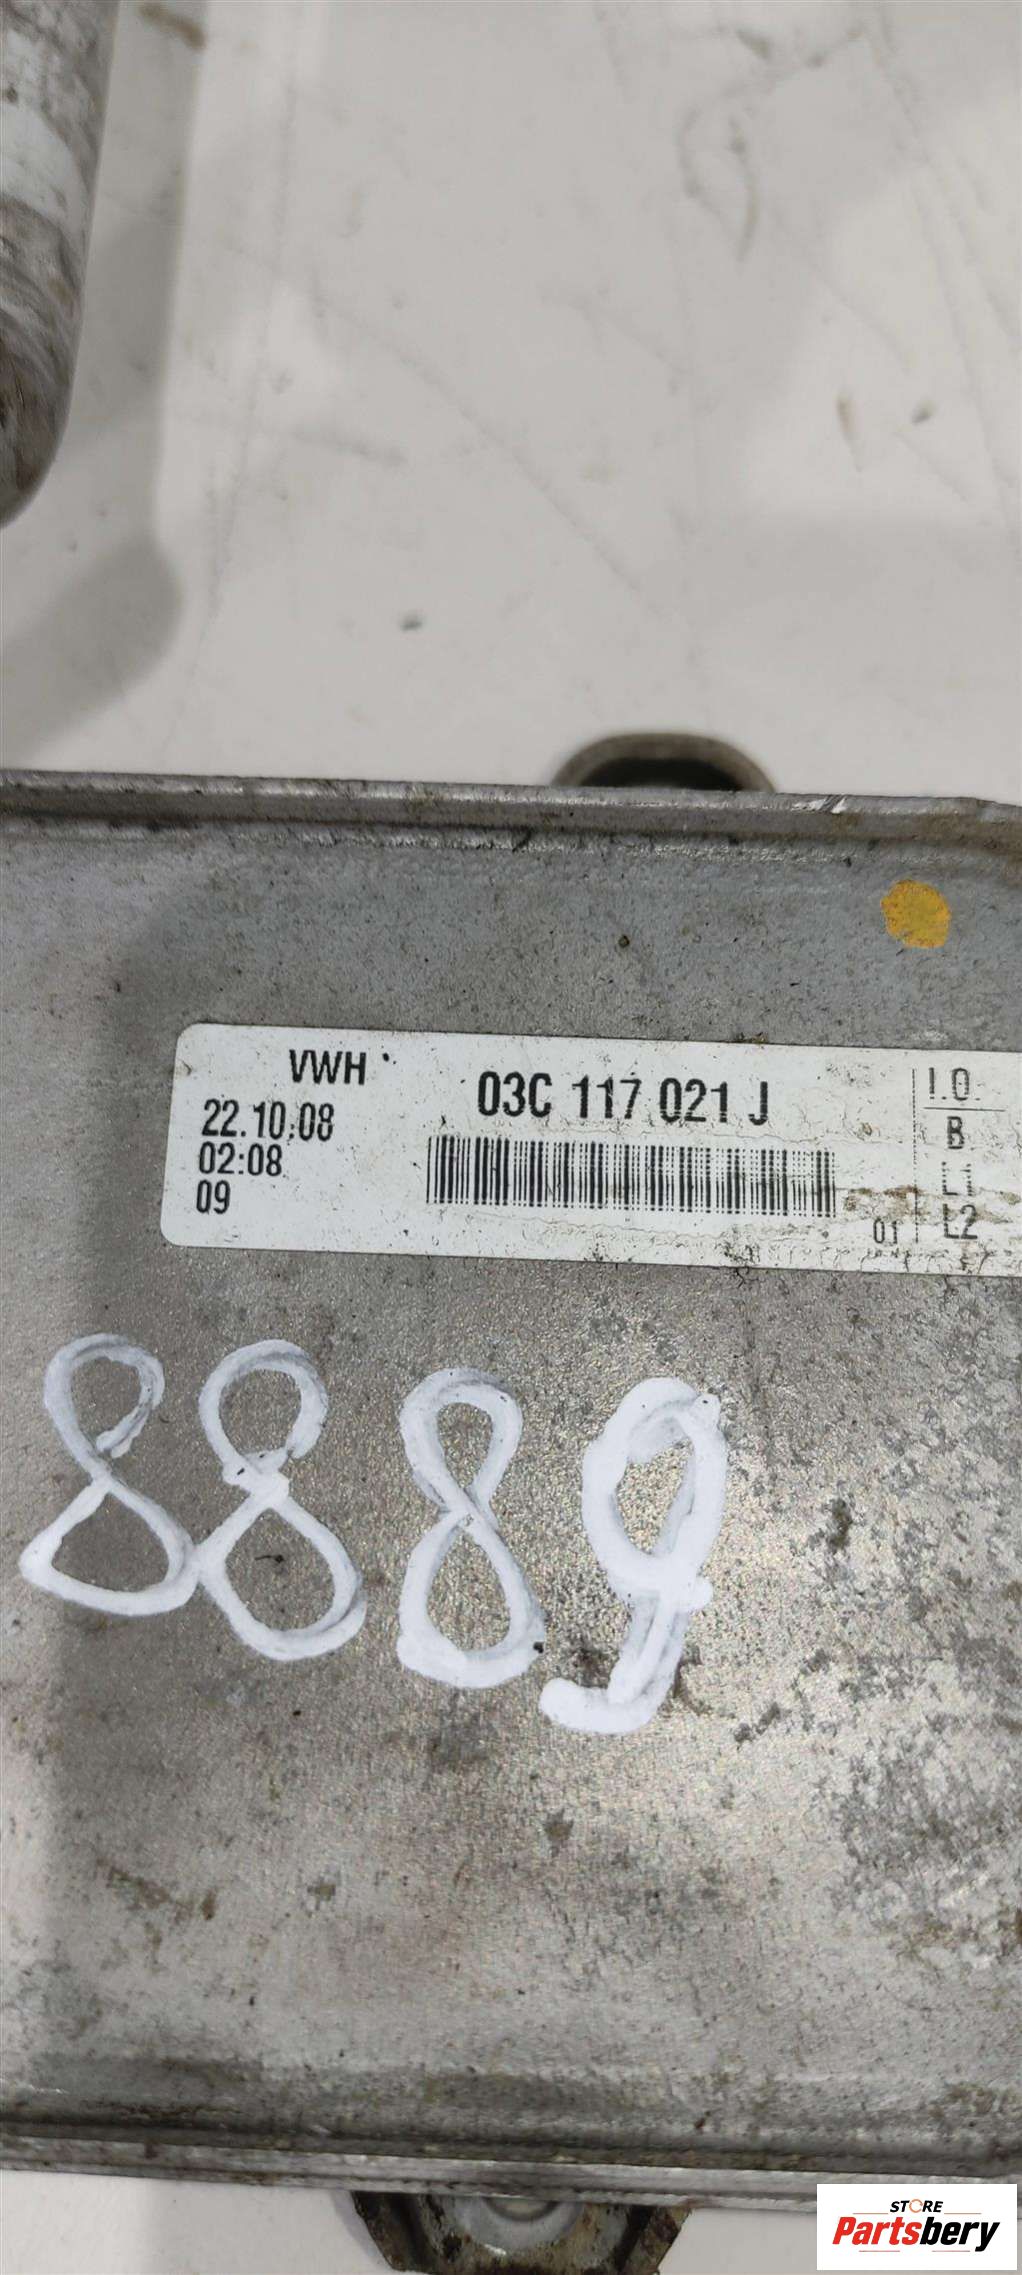 VWH
22.10.08
02:08
09
03C 117 021 J
01
I.O.
B
L1
L2
8889
STORE
Partsbery